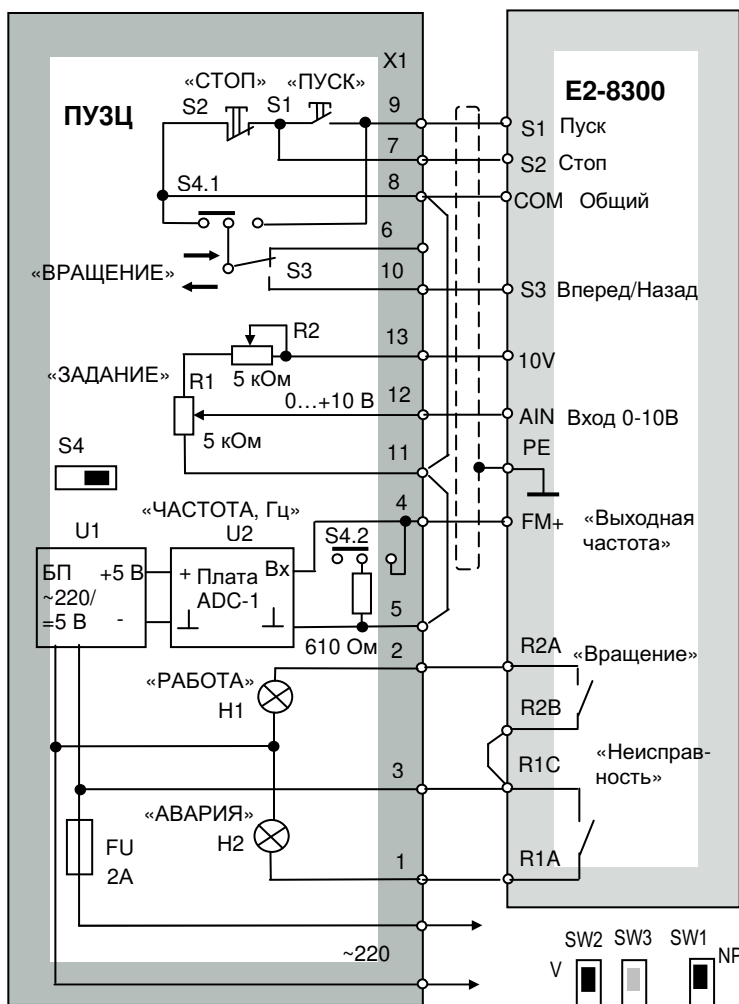 X1
«СТОП» «ПУСК»
ПУ3Ц
E2-8300
S2
S1
9
S1 Пуск
7
S2 Стоп
S4.1
8
COM Общий
6
«ВРАЩЕНИЕ»
S3
10
S3 Вперед/Назад
R2
13
10V
«ЗАДАНИЕ»
R1
5 кОм
12
0…+10 В
AIN Вход 0-10В
5 кОм
PE
S4
11
4
«ЧАСТОТА, Гц»
FM+ «Выходная
частота»
U1
U2
S4.2
БП +5 В
~220/
=5 В -
+ Плата Вх
ADC-1
5
610 Ом
2
R2A
«Вращение»
«РАБОТА»
H1
R2B
«Неисправ-
ность»
R1C
3
«АВАРИЯ»
FU
2A
H2
1
R1A
~220
SW2 SW3 SW1
V
NP